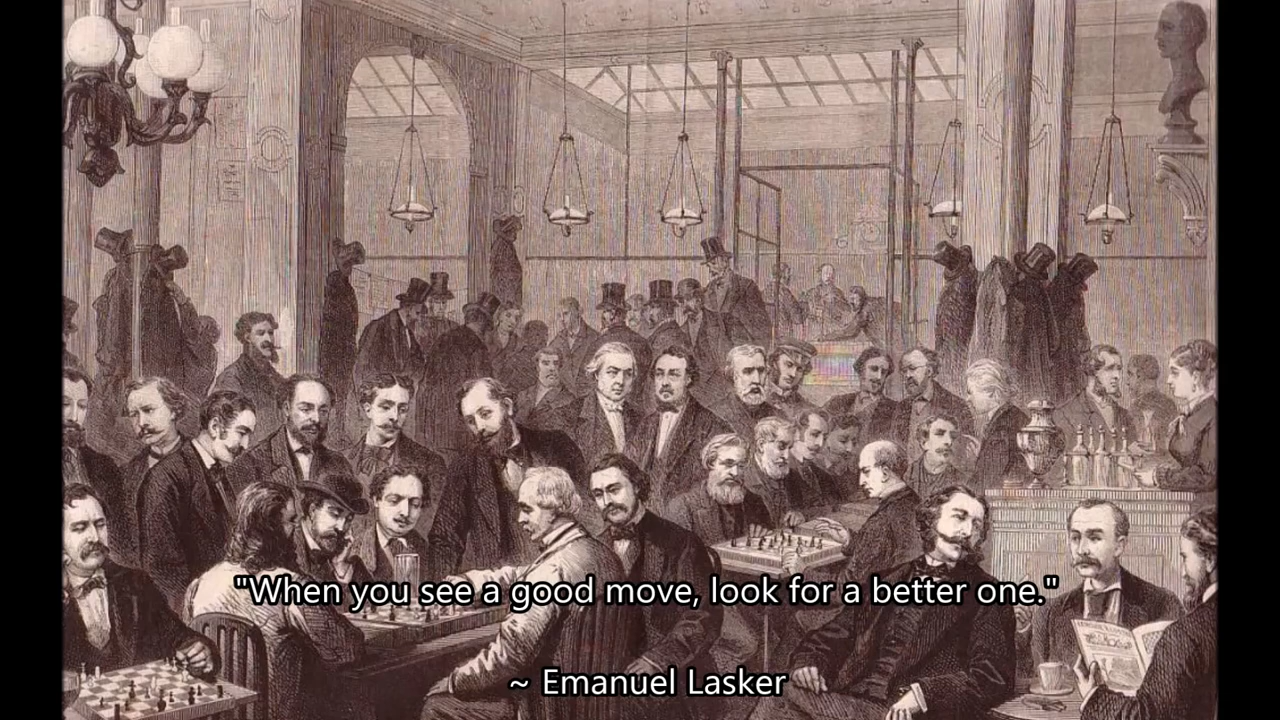 "When you see a good move, look for a better one."
~ Emanuel Lasker